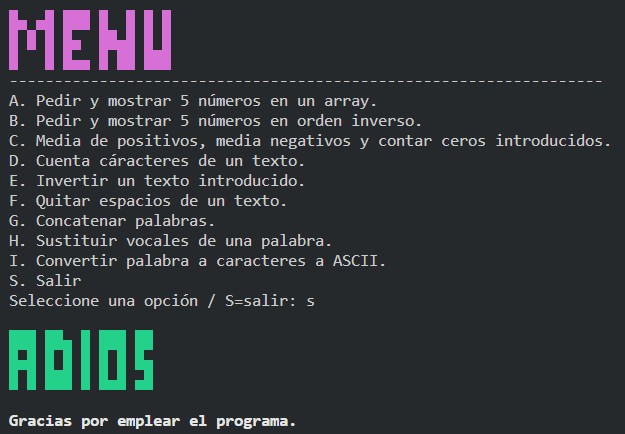 MENU
------------------------------------------------------------------
A. Pedir y mostrar 5 números en un array.
B. Pedir y mostrar 5 números en orden inverso.
C. Media de positivos, media negativos y contar ceros introducidos.
D. Cuenta cáracteres de un texto.
E. Invertir un texto introducido.
F. Quitar espacios de un texto.
G. Concatenar palabras.
H. Sustituir vocales de una palabra.
I. Convertir palabra a caracteres a ASCII.
S. Salir
Seleccione una opción / S=salir: s
ADIOS
Gracias por emplear el programa.